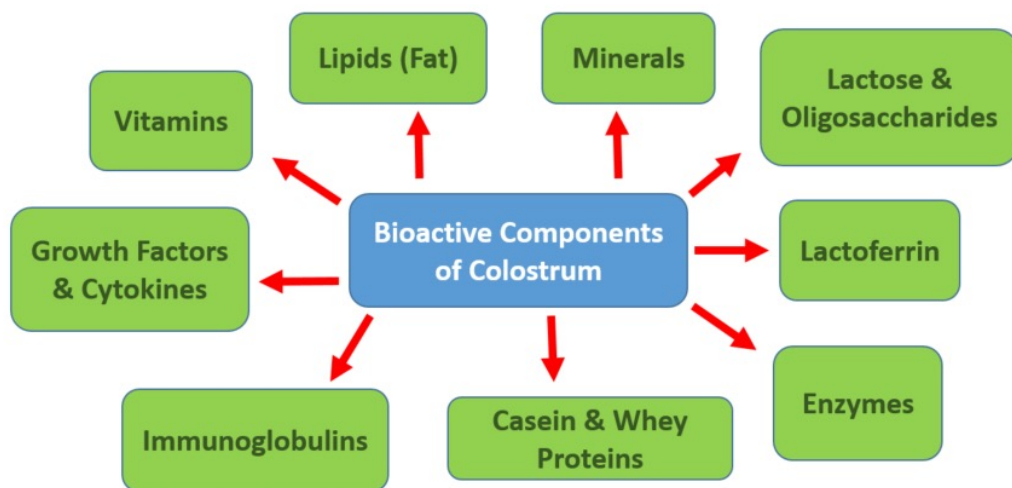 Lipids (Fat)
Minerals
Lactose &
Oligosaccharides
Vitamins
Bioactive Components
of Colostrum
Growth Factors
& Cytokines
Lactoferrin
Enzymes
Immunoglobulins
Casein & Whey
Proteins